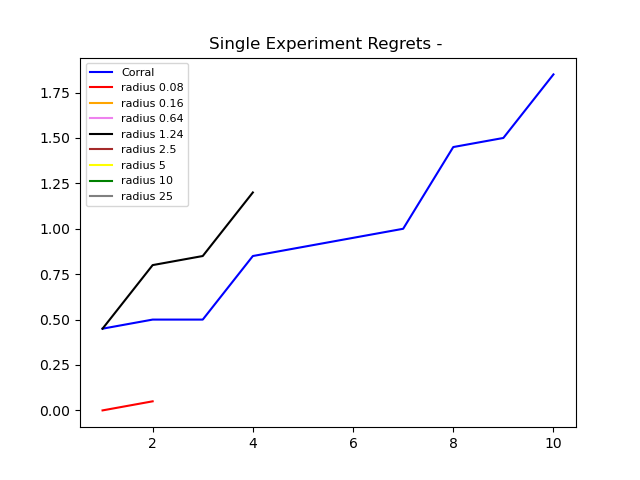 Single Experiment Regrets -
Corral
radius 0.08
radius 0.16
radius 0.64
radius 1.24
radius 2.5
radius 5
radius 10
radius 25
1.75
1.50
1.25
1.00
0.75
0.50
0.25
0.00
2 4 6 8 10